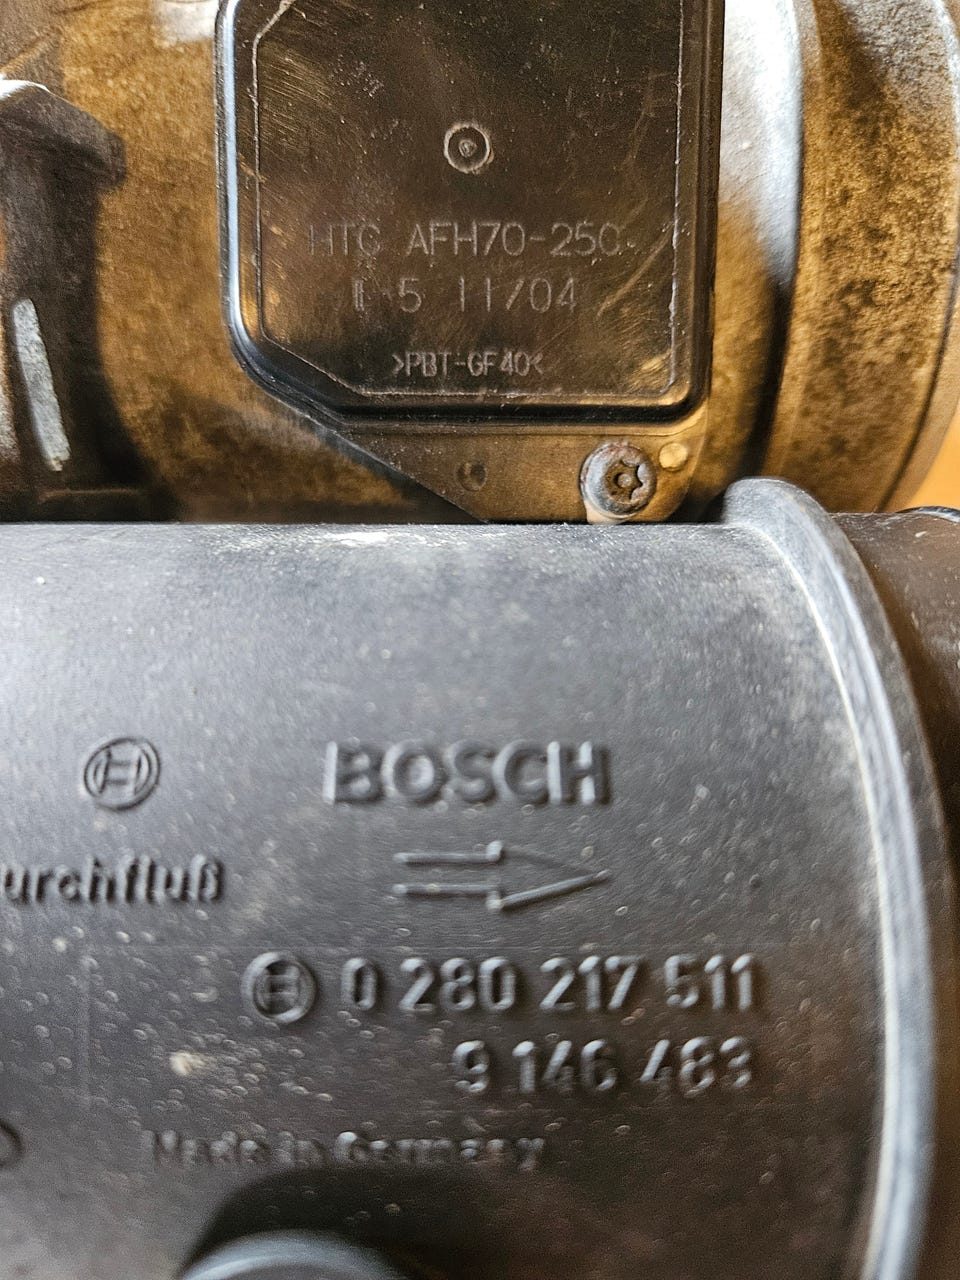 AFH70-25C
5 11/04
>PBT-GF40<
BOSCH
urchfluß
0 280 217 511
9 146 483
Made in Germany